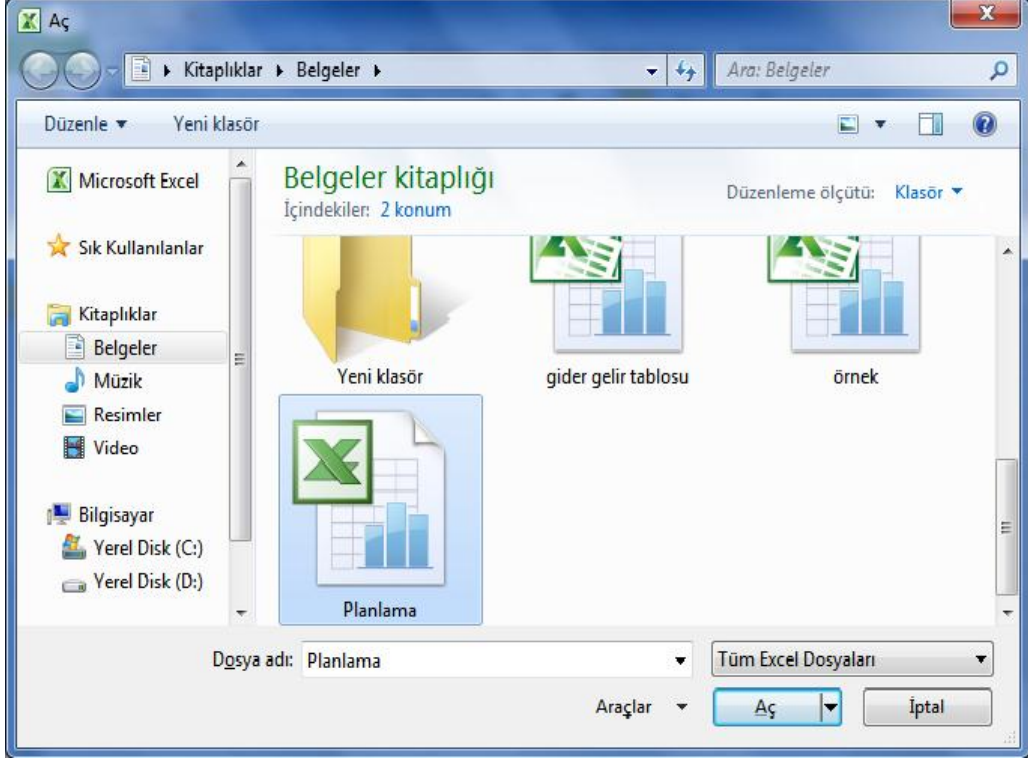 Aç
Kitaplıklar Belgeler
Ara: Belgeler
Düzenle Yeni klasör
Microsoft Excel
Sık Kullanılanlar
Kitaplıklar
Belgeler
Müzik
Resimler
Video
Bilgisayar
Yerel Disk (C:)
Yerel Disk (D:)
Belgeler kitaplığı
İçindekiler: 2 konum
Düzenleme ölçütü: Klasör
Yeni klasör
gider gelir tablosu
örnek
Planlama
Dosya adı: Planlama
Tüm Excel Dosyaları
Araçlar
Aç
İptal